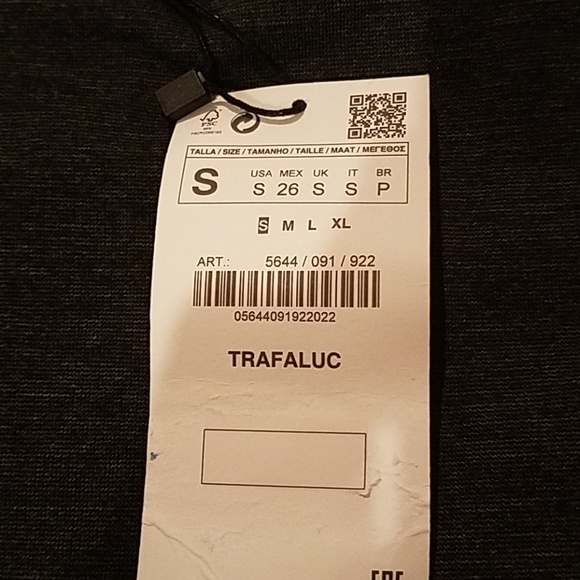 FSC
TALLA / SIZE / TAMANHO / TAILLE / MAAT / ΜΕΓΕΘΟΣ
S
USA MEX UK IT BR
S 26 S S P
S M L XL
ART.: 5644 / 091 / 922
05644091922022
TRAFALUC